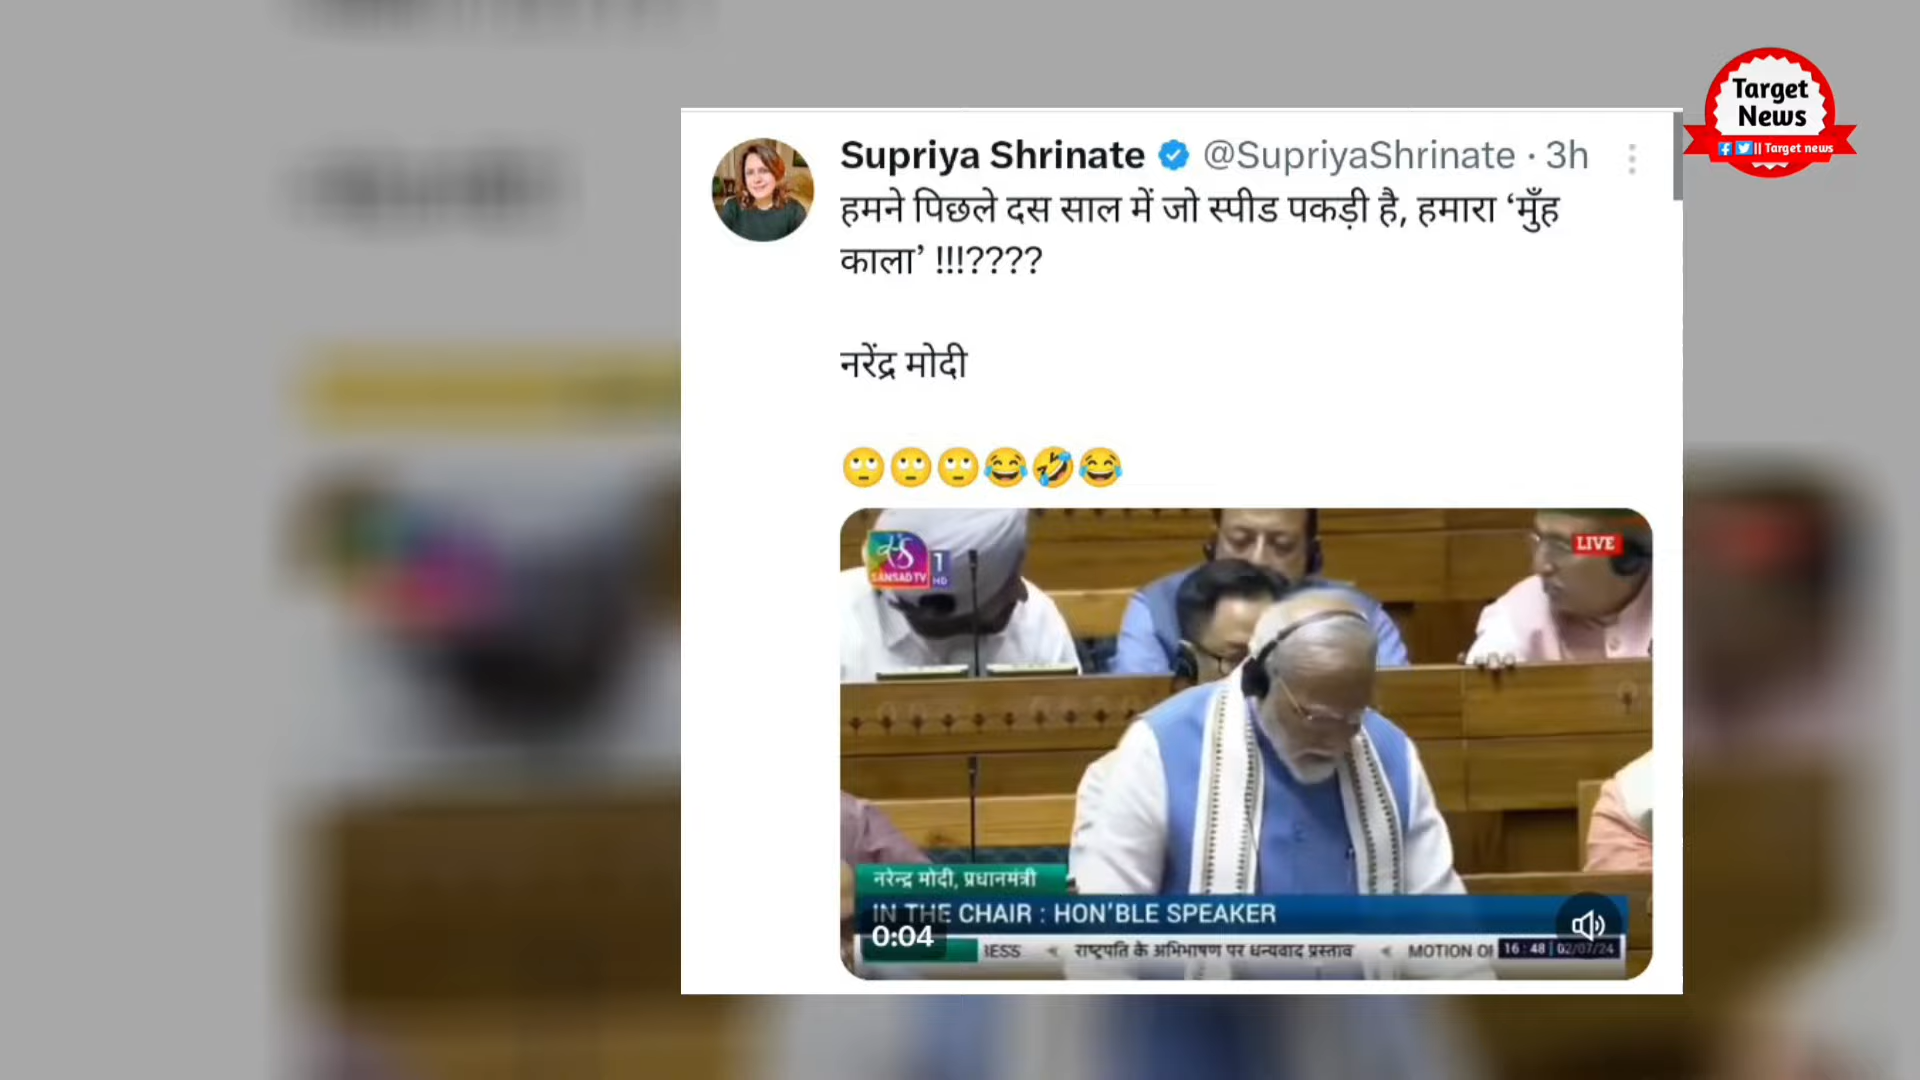 Target
News
|| Target news
Supriya Shrinate @SupriyaShrinate · 3h
हमने पिछले दस साल में जो स्पीड पकड़ी है, हमारा ‘मुँह
काला’ !!!????
नरेंद्र मोदी
🙄🙄🙄😂🤣😂
SANSAD TV 1
HD
LIVE
नरेन्द्र मोदी, प्रधानमंत्री
IN THE CHAIR : HON'BLE SPEAKER
0:04
राष्ट्रपति के अभिभाषण पर धन्यवाद प्रस्ताव MOTION 16:48 02/07/24